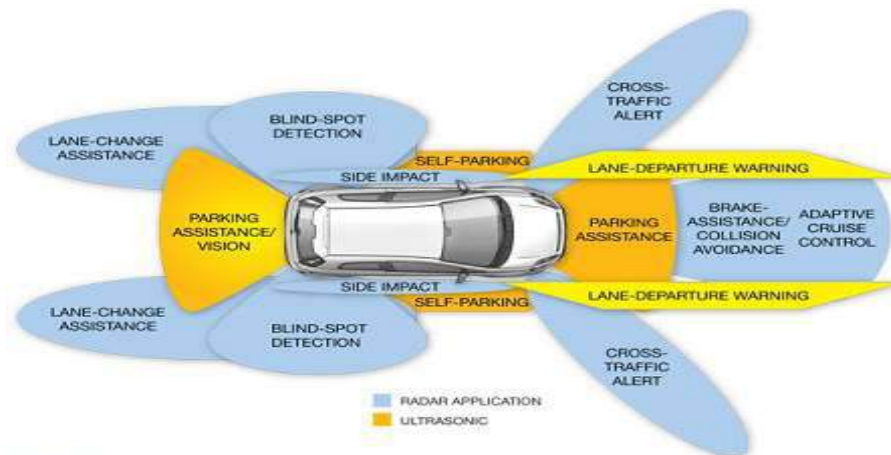 CROSS-
TRAFFIC
ALERT
BLIND-SPOT
DETECTION
LANE-CHANGE
ASSISTANCE
SELF-PARKING
LANE-DEPARTURE WARNING
SIDE IMPACT
PARKING
ASSISTANCE/
VISION
PARKING
ASSISTANCE
BRAKE-
ASSISTANCE/
COLLISION
AVOIDANCE
ADAPTIVE
CRUISE
CONTROL
SIDE IMPACT
SELF-PARKING
LANE-DEPARTURE WARNING
LANE-CHANGE
ASSISTANCE
BLIND-SPOT
DETECTION
CROSS-
TRAFFIC
ALERT
RADAR APPLICATION
ULTRASONIC